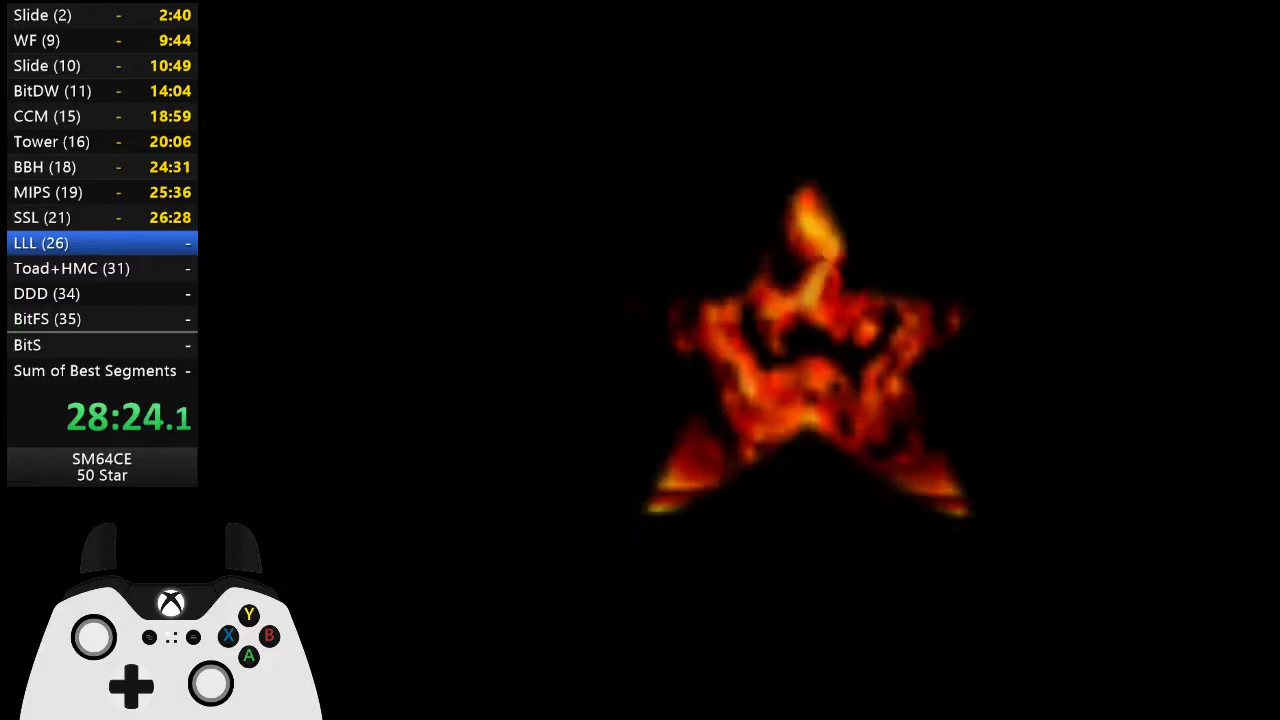 Slide (2) - 2:40
WF (9) - 9:44
Slide (10) - 10:49
BitDW (11) - 14:04
CCM (15) - 18:59
Tower (16) - 20:06
BBH (18) - 24:31
MIPS (19) - 25:36
SSL (21) - 26:28
LLL (26) -
Toad+HMC (31) -
DDD (34) -
BitFS (35) -
BitS -
Sum of Best Segments -
28:24.1
SM64CE
50 Star
Y
X B
A